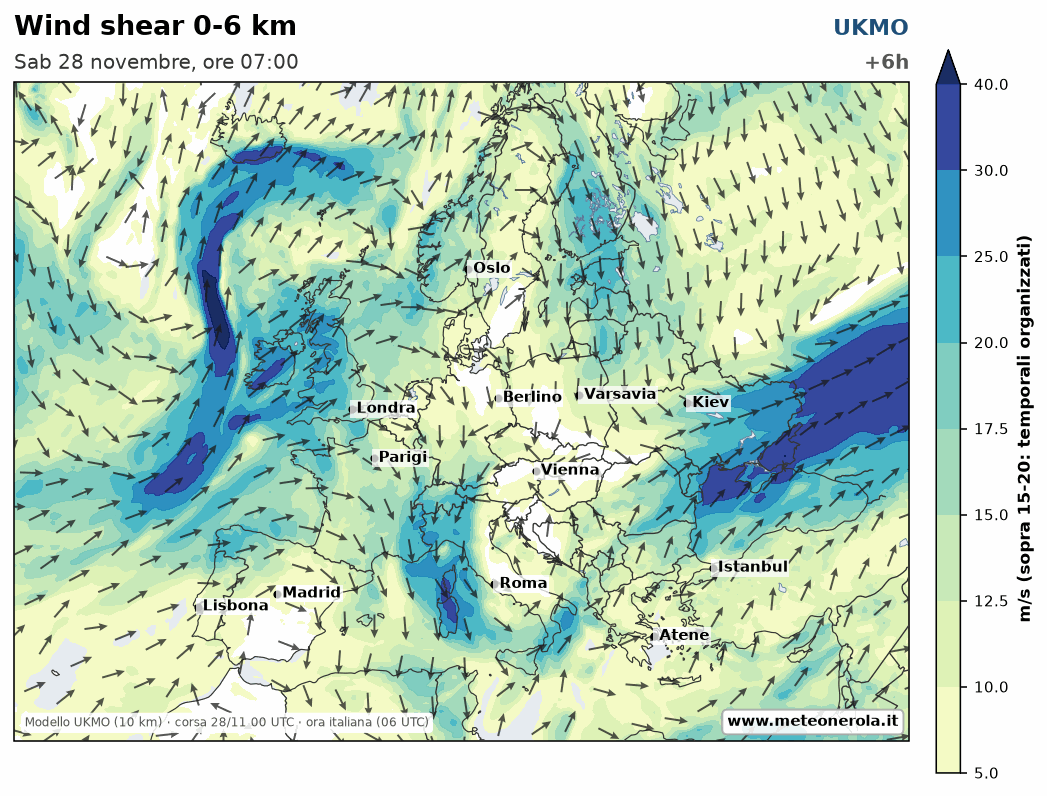 Wind shear 0-6 km
UKMO
Sab 28 novembre, ore 07:00
+6h
Oslo
Londra
Berlino
Varsavia
Kiev
Parigi
Vienna
Lisbona
Madrid
Roma
Istanbul
Atene
Modello UKMO (10 km) · corsa 28/11 00 UTC · ora italiana (06 UTC)
www.meteonerola.it
40.0
30.0
25.0
20.0
17.5
15.0
12.5
10.0
5.0
m/s (sopra 15-20: temporali organizzati)